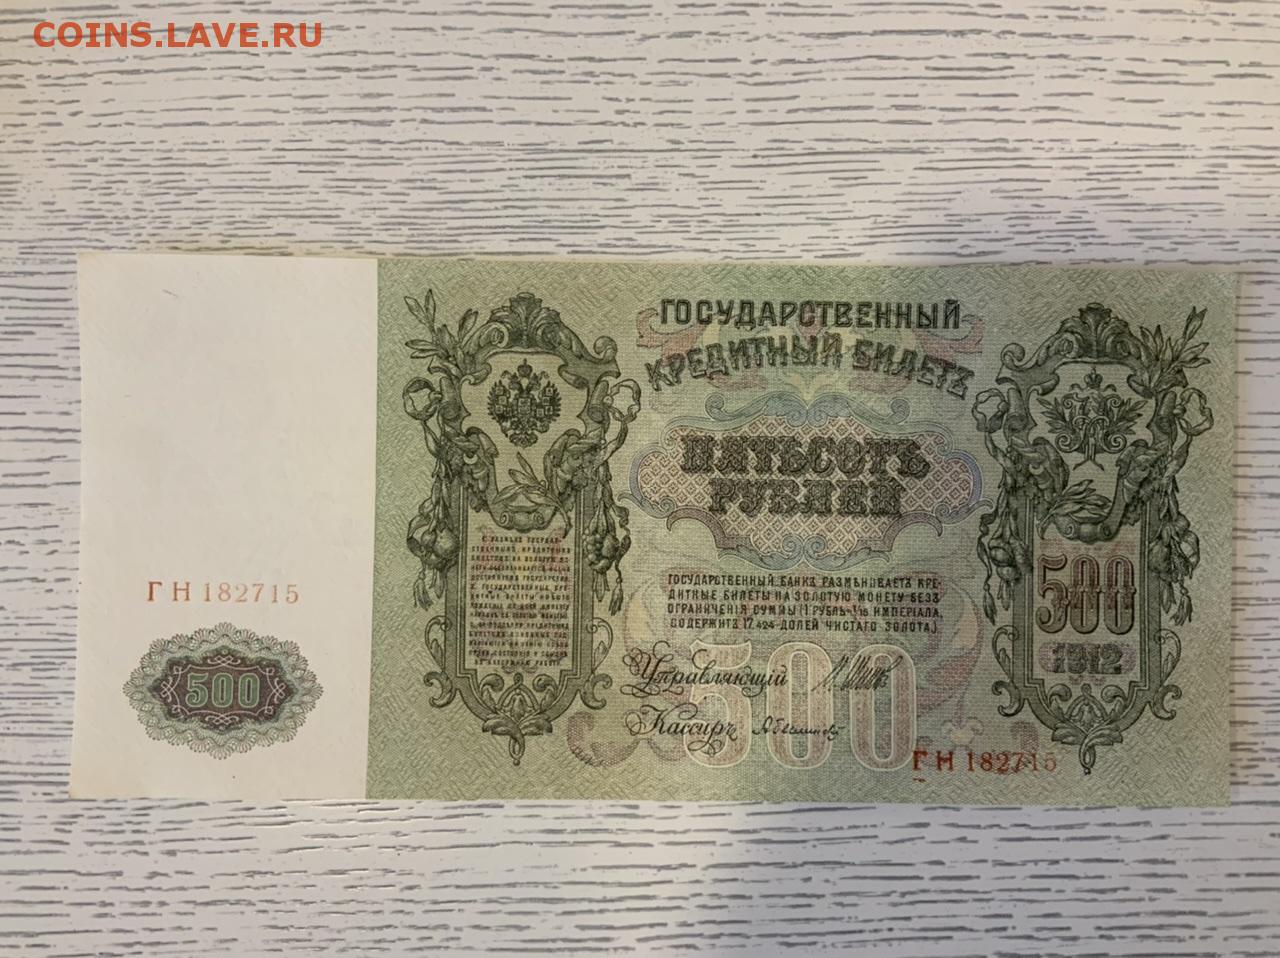 COINS.LAVE.RU
ГОСУДАРСТВЕННЫЙ
КРЕДИТНЫЙ БИЛЕТЪ
ПЯТЬСОТЪ
РУБЛЕЙ
ГОСУДАРСТВЕННЫЙ БАНКЪ РАЗМѢНИВАЕТЪ КРЕ-
ДИТНЫЕ БИЛЕТЫ НА ЗОЛОТУЮ МОНЕТУ БЕЗЪ
ОГРАНИЧЕНІЯ СУММЫ (1 РУБЛЬ = 1/15 ИМПЕРІАЛА,
СОДЕРЖИТЪ 17,424 ДОЛЕЙ ЧИСТАГО ЗОЛОТА).
500
1912
ГН 182715
500
Управляющій
Кассиръ
500
ГН 182715